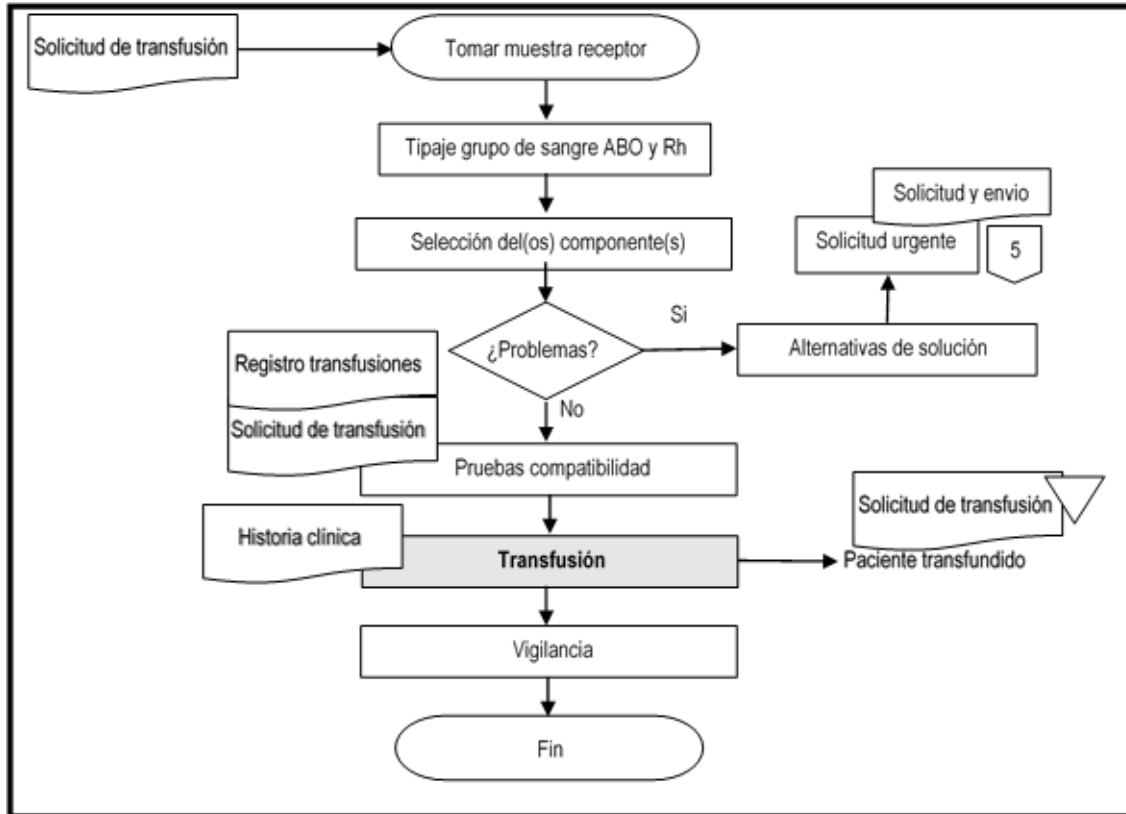 Solicitud de transfusión
Tomar muestra receptor
Tipaje grupo de sangre ABO y Rh
Solicitud y envio
Selección del(os) componente(s)
Solicitud urgente
5
Si
¿Problemas?
Alternativas de solución
Registro transfusiones
No
Solicitud de transfusión
Pruebas compatibilidad
Solicitud de transfusión
Historia clínica
Transfusión
Paciente transfundido
Vigilancia
Fin